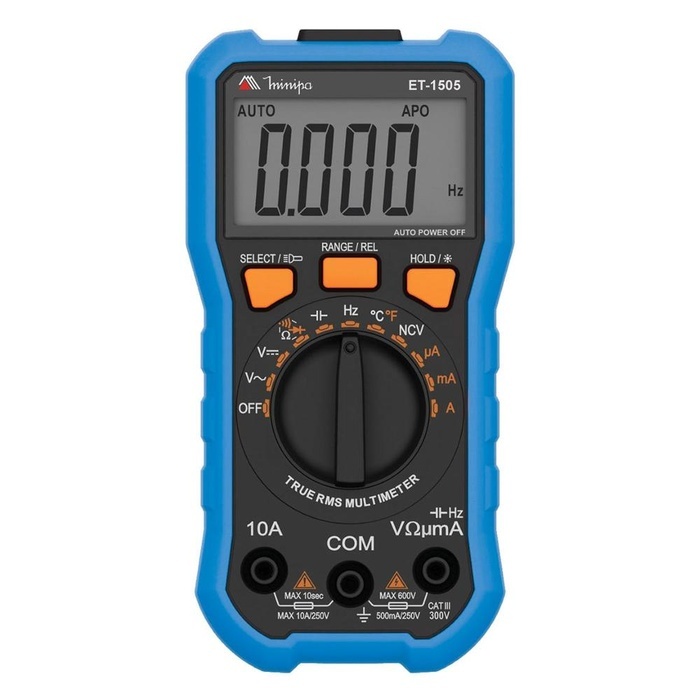 minipa ET-1505
AUTO APO
0.000 Hz
AUTO POWER OFF
SELECT / RANGE / REL HOLD / ☀
OFF V~ V⎓ Ω Hz °C°F NCV µA mA A
TRUE RMS MULTIMETER
10A COM Hz
VΩµmA
MAX 10sec MAX 600V
MAX 10A/250V 500mA/250V CAT III
300V